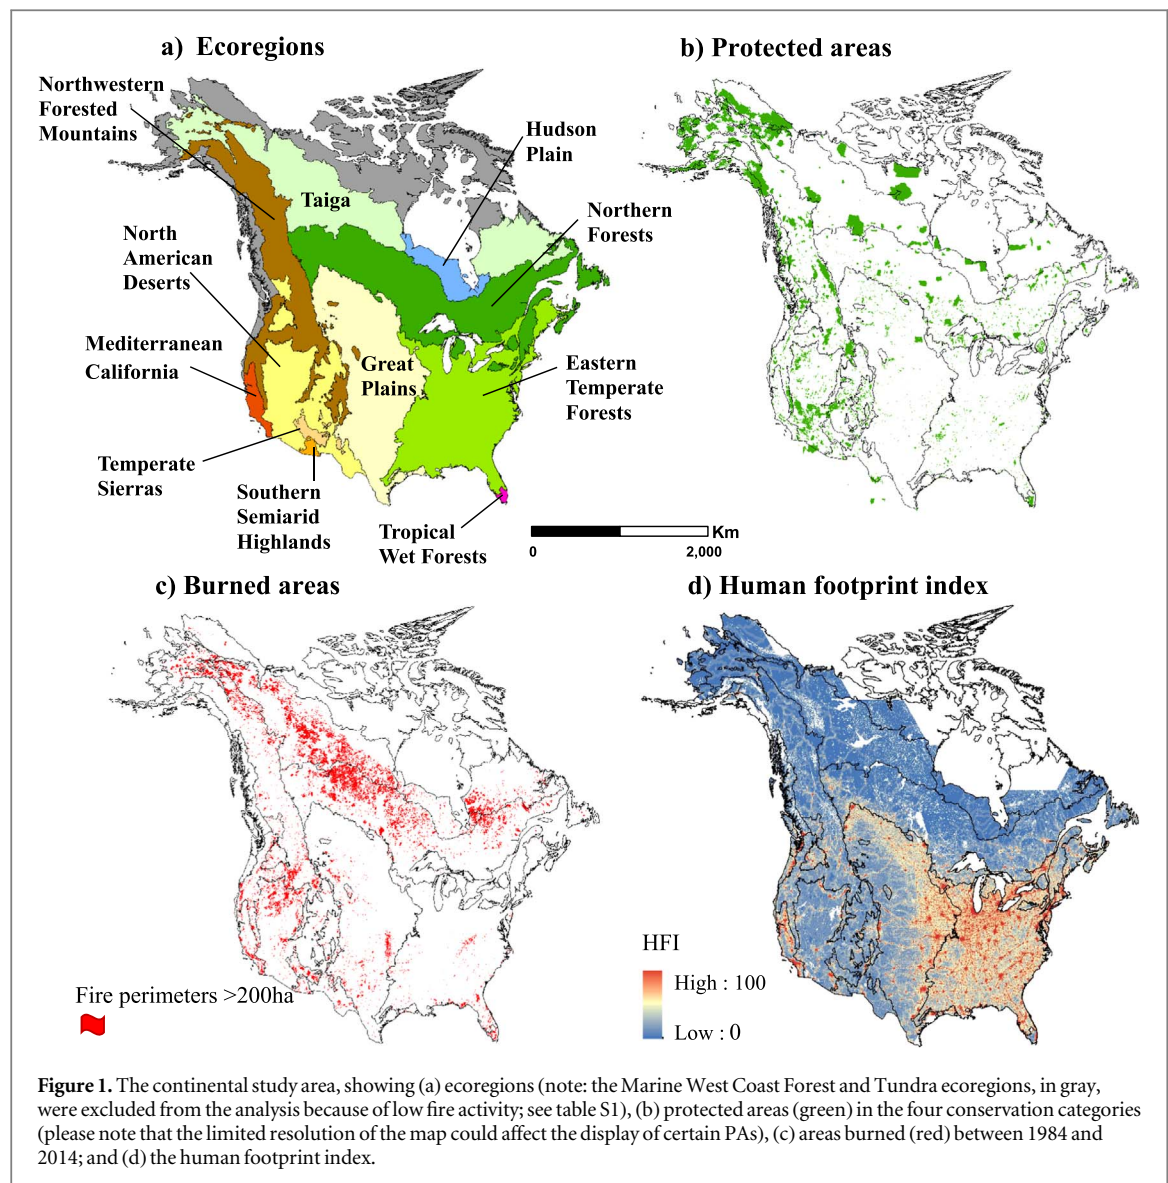 a) Ecoregions
Northwestern
Forested
Mountains
Hudson
Plain
Taiga
Northern
Forests
North
American
Deserts
Mediterranean
California
Great
Plains
Eastern
Temperate
Forests
Temperate
Sierras
Southern
Semiarid
Highlands
Tropical
Wet Forests
b) Protected areas
Km
0
2,000
c) Burned areas
Fire perimeters >200ha
d) Human footprint index
HFI
High : 100
Low : 0
Figure 1. The continental study area, showing (a) ecoregions (note: the Marine West Coast Forest and Tundra ecoregions, in gray,
were excluded from the analysis because of low fire activity; see table S1), (b) protected areas (green) in the four conservation categories
(please note that the limited resolution of the map could affect the display of certain PAs), (c) areas burned (red) between 1984 and
2014; and (d) the human footprint index.